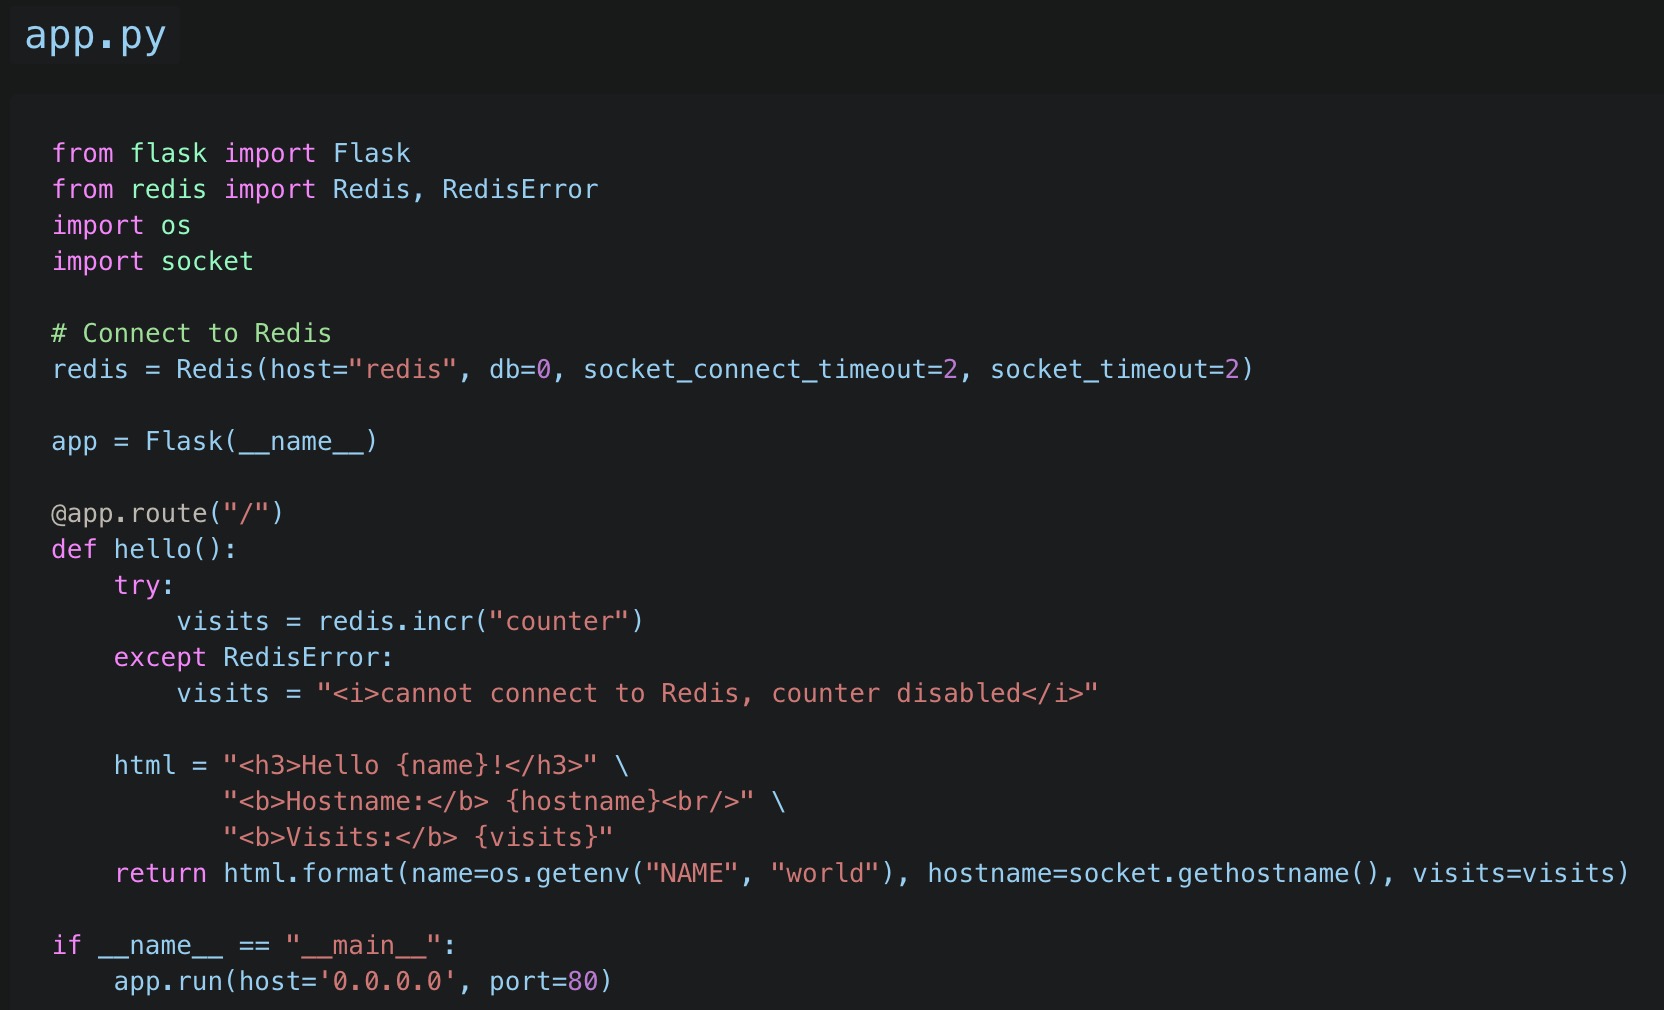 app.py
from flask import Flask
from redis import Redis, RedisError
import os
import socket
# Connect to Redis
redis = Redis(host="redis", db=0, socket_connect_timeout=2, socket_timeout=2)
app = Flask(__name__)
@app.route("/")
def hello():
    try:
        visits = redis.incr("counter")
    except RedisError:
        visits = "<i>cannot connect to Redis, counter disabled</i>"
    html = "<h3>Hello {name}!</h3>" \
           "<b>Hostname:</b> {hostname}<br/>" \
           "<b>Visits:</b> {visits}"
    return html.format(name=os.getenv("NAME", "world"), hostname=socket.gethostname(), visits=visits)
if __name__ == "__main__":
    app.run(host='0.0.0.0', port=80)